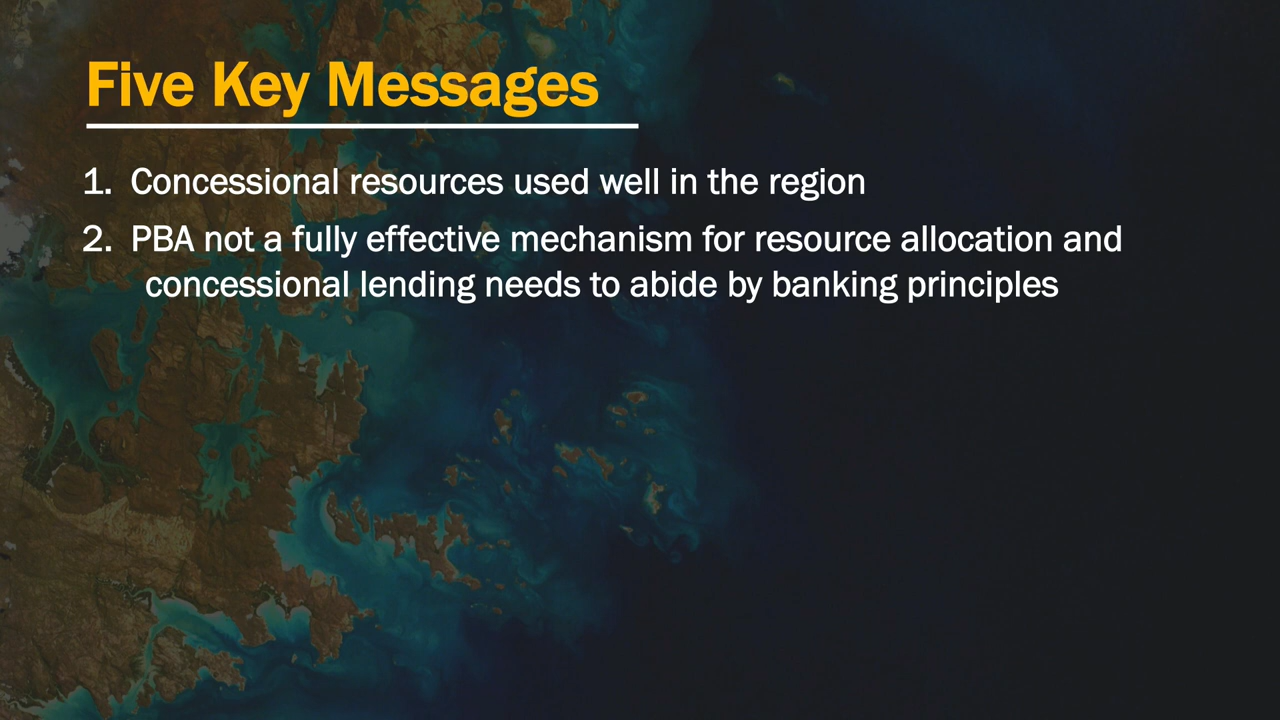 Five Key Messages
1. Concessional resources used well in the region
2. PBA not a fully effective mechanism for resource allocation and
concessional lending needs to abide by banking principles